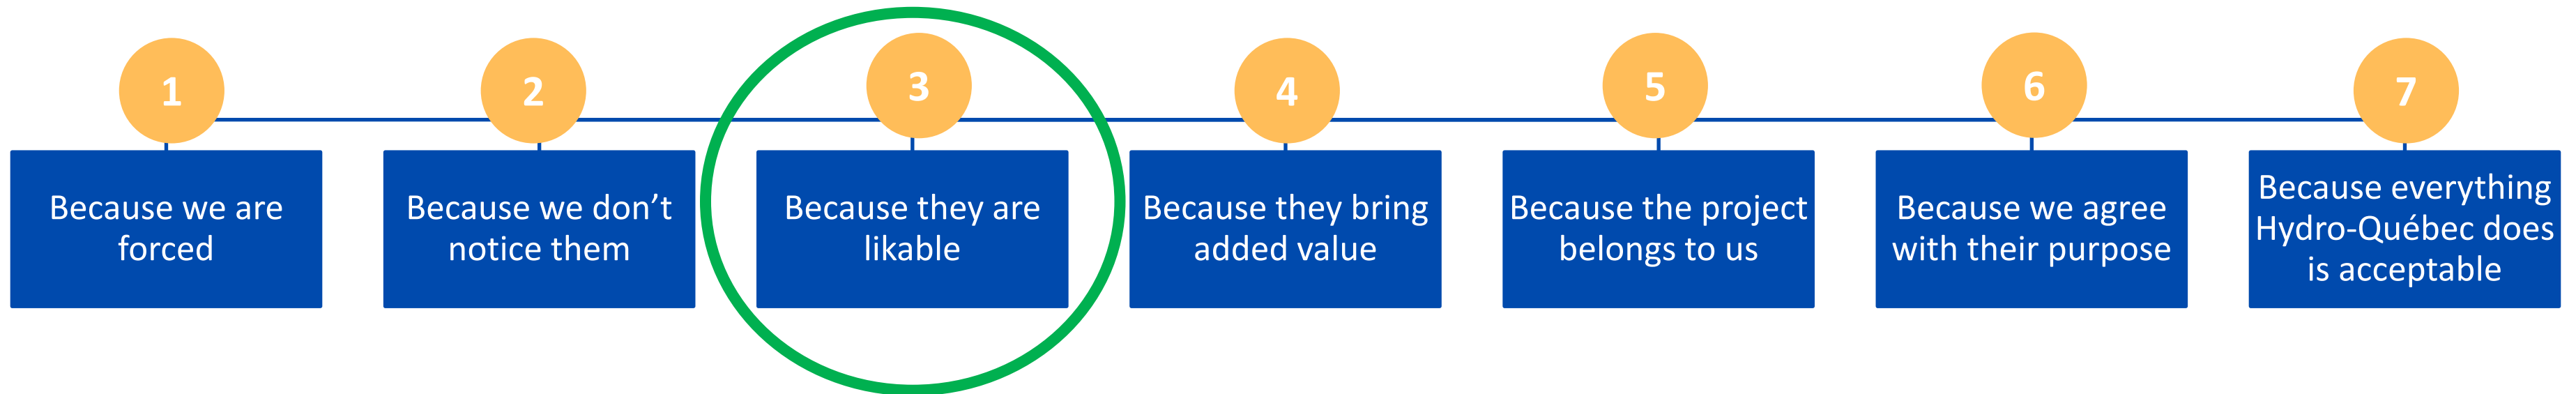 1
Because we are
forced
2
Because we don’t
notice them
3
Because they are
likable
4
Because they bring
added value
5
Because the project
belongs to us
6
Because we agree
with their purpose
7
Because everything
Hydro-Québec does
is acceptable